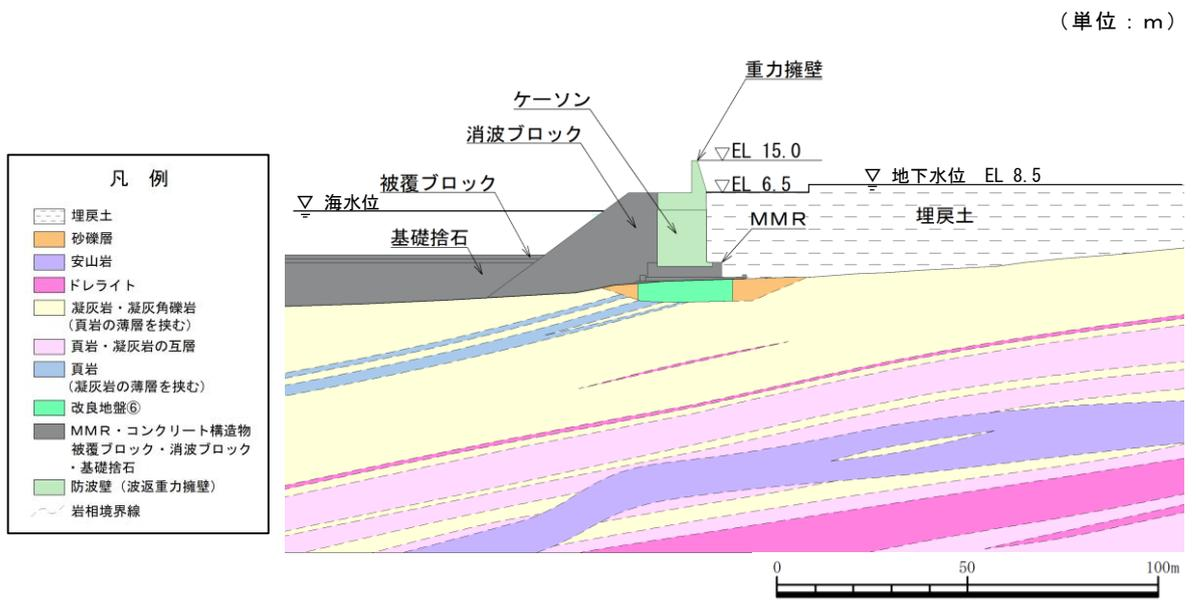 （単位：m）
重力擁壁
ケーソン
消波ブロック
▽EL 15.0
被覆ブロック
▽EL 6.5
▽ 地下水位 EL 8.5
▽ 海水位
MMR
埋戻土
基礎捨石
凡 例
埋戻土
砂礫層
安山岩
ドレライト
凝灰岩・凝灰角礫岩
（頁岩の薄層を挟む）
頁岩・凝灰岩の互層
頁岩
（凝灰岩の薄層を挟む）
改良地盤⑥
MMR・コンクリート構造物
被覆ブロック・消波ブロック
・基礎捨石
防波壁（波返重力擁壁）
岩相境界線
0 50 100m